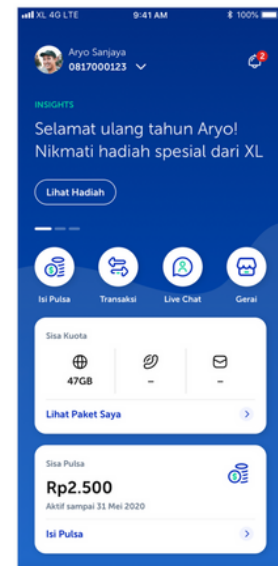 XL 4G LTE 9:41 AM 100%
Aryo Sanjaya
0817000123
2
INSIGHTS
Selamat ulang tahun Aryo!
Nikmati hadiah spesial dari XL
Lihat Hadiah
Isi Pulsa Transaksi Live Chat Gerai
Sisa Kuota
47GB - -
Lihat Paket Saya
Sisa Pulsa
Rp2.500
Aktif sampai 31 Mei 2020
Isi Pulsa